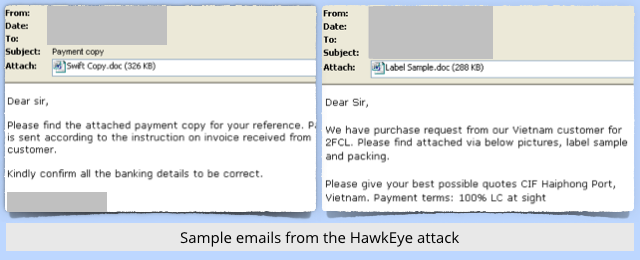 From:
Date:
To:
Subject: Payment copy
Attach: Swift Copy.doc (326 KB)
Dear sir,
Please find the attached payment copy for your reference.
is sent according to the instruction on invoice received from
customer.
Kindly confirm all the banking details to be correct.
From:
Date:
To:
Subject:
Attach: Label Sample.doc (288 KB)
Dear Sir,
We have purchase request from our Vietnam customer for
2FCL. Please find attached via below pictures, label sample
and packing.
Please give your best possible quotes CIF Haiphong Port,
Vietnam. Payment terms: 100% LC at sight
Sample emails from the HawkEye attack